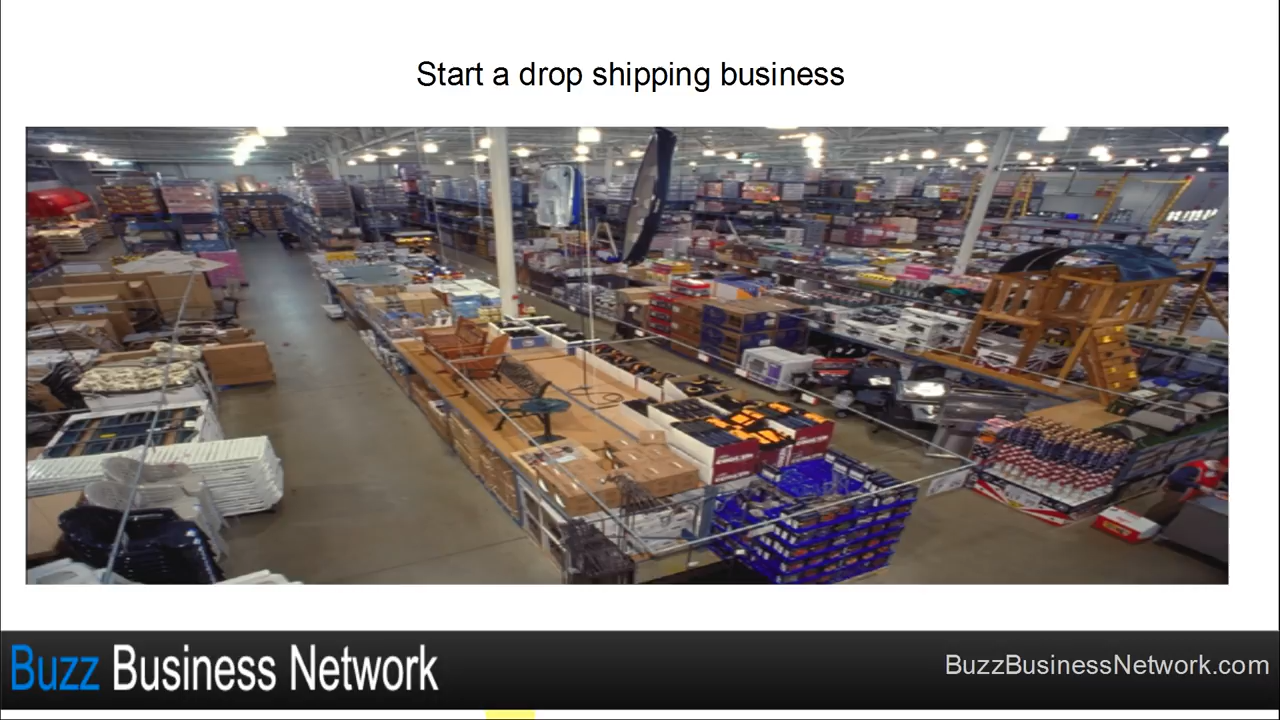 Start a drop shipping business
Buzz Business Network
BuzzBusinessNetwork.com